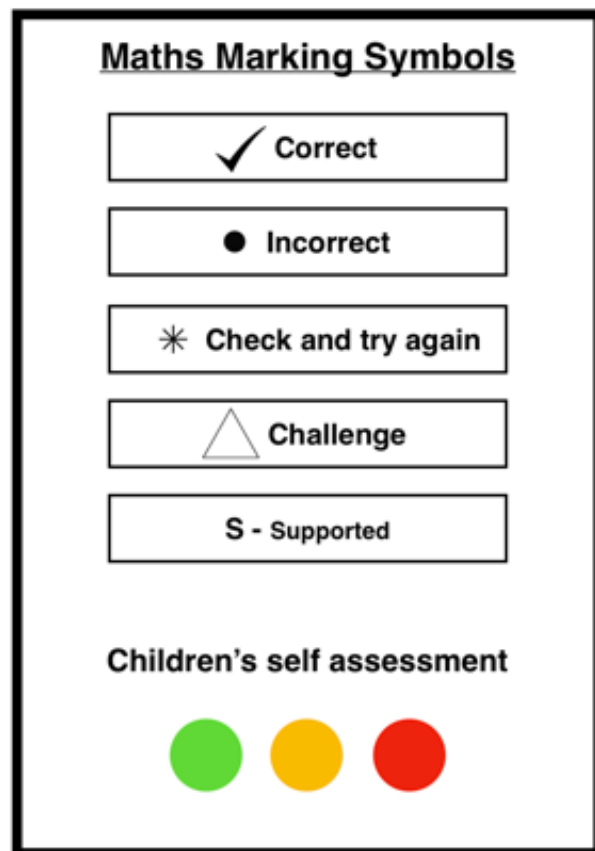 Maths Marking Symbols
✓ Correct
● Incorrect
✳ Check and try again
△ Challenge
S - Supported
Children's self assessment